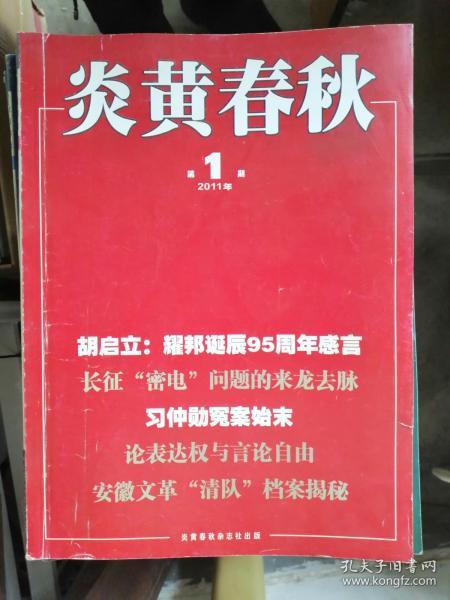 炎黄春秋
第1期
2011年
胡启立：耀邦诞辰95周年感言
长征“密电”问题的来龙去脉
习仲勋冤案始末
论表达权与言论自由
安徽文革“清队”档案揭秘
炎黄春秋杂志社出版
孔夫子旧书网
www.kongfz.com